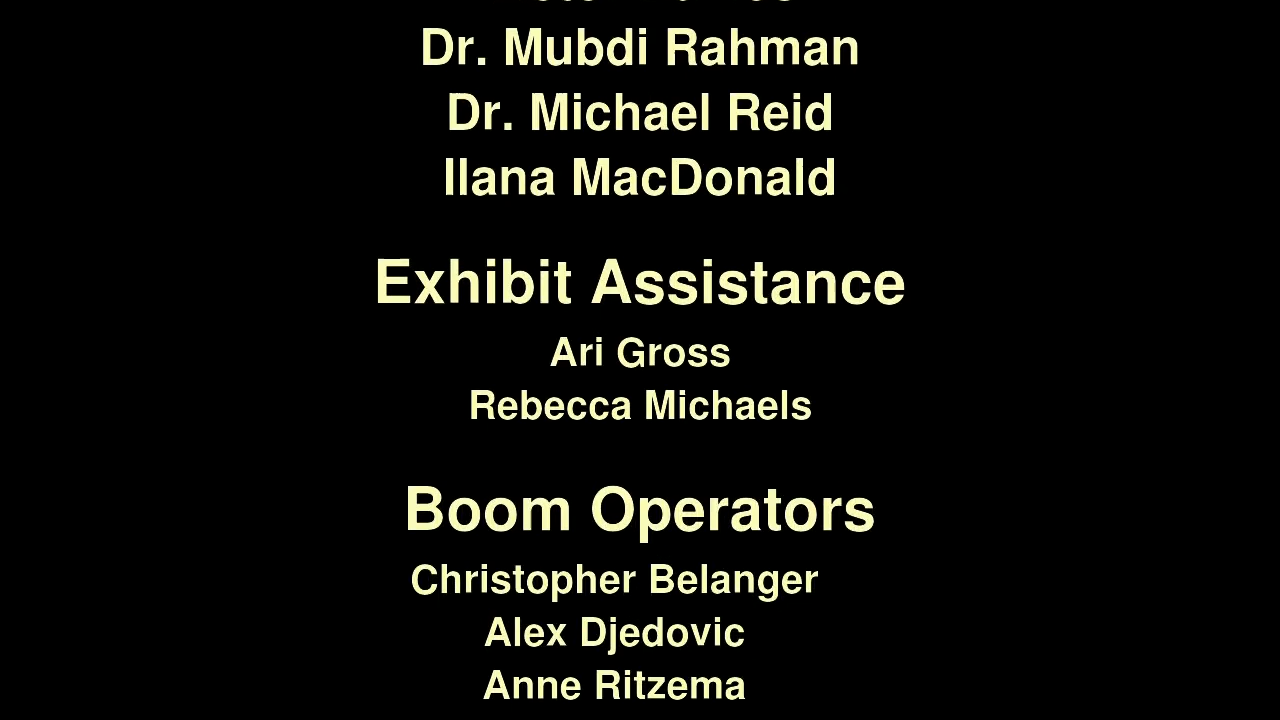 Dr. Mubdi Rahman
Dr. Michael Reid
Ilana MacDonald
Exhibit Assistance
Ari Gross
Rebecca Michaels
Boom Operators
Christopher Belanger
Alex Djedovic
Anne Ritzema